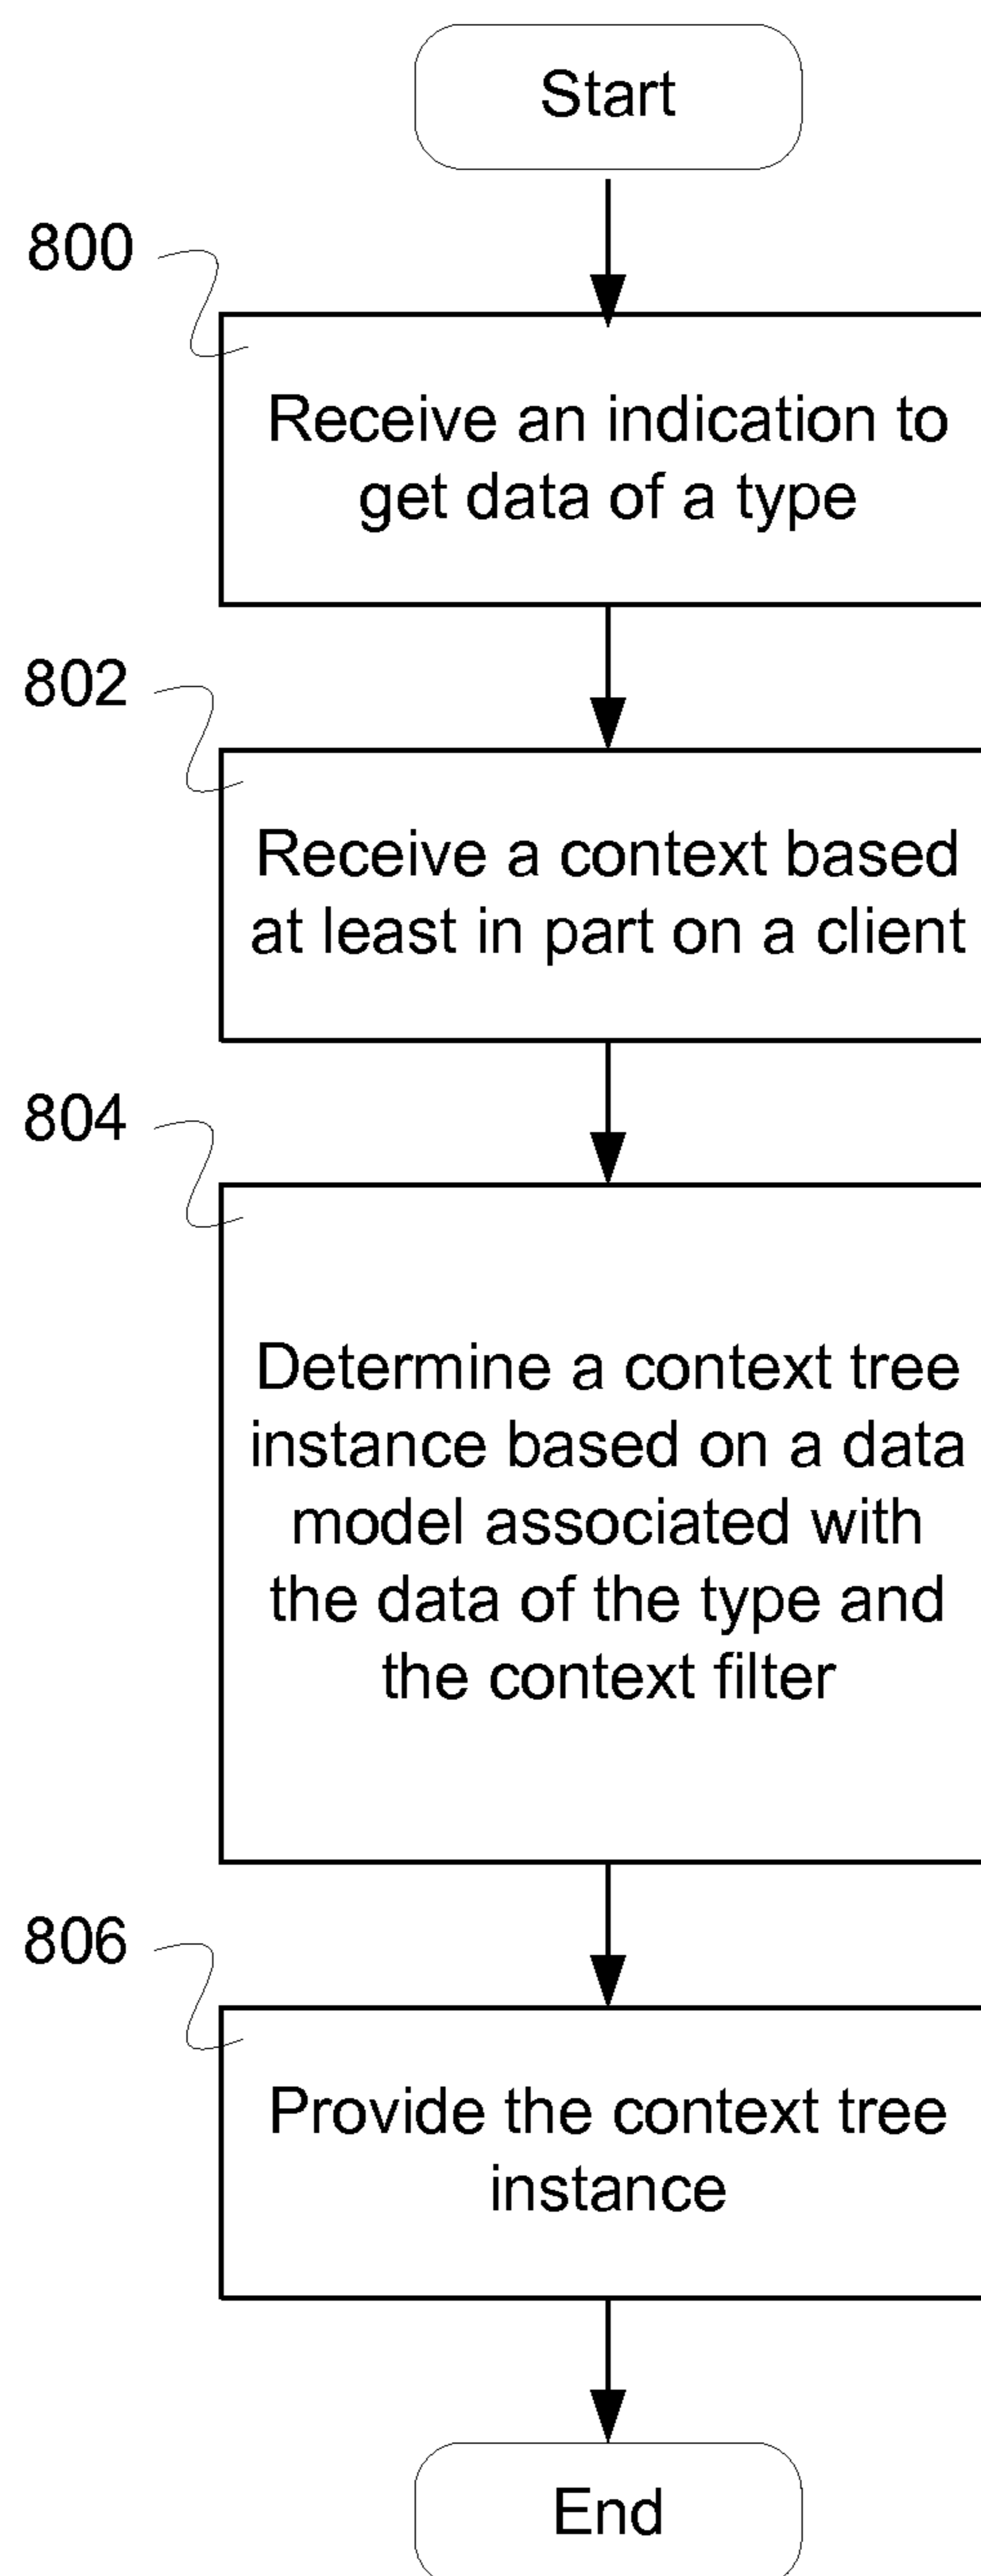 Start
800
Receive an indication to
get data of a type
802
Receive a context based
at least in part on a client
804
Determine a context tree
instance based on a data
model associated with
the data of the type and
the context filter
806
Provide the context tree
instance
End